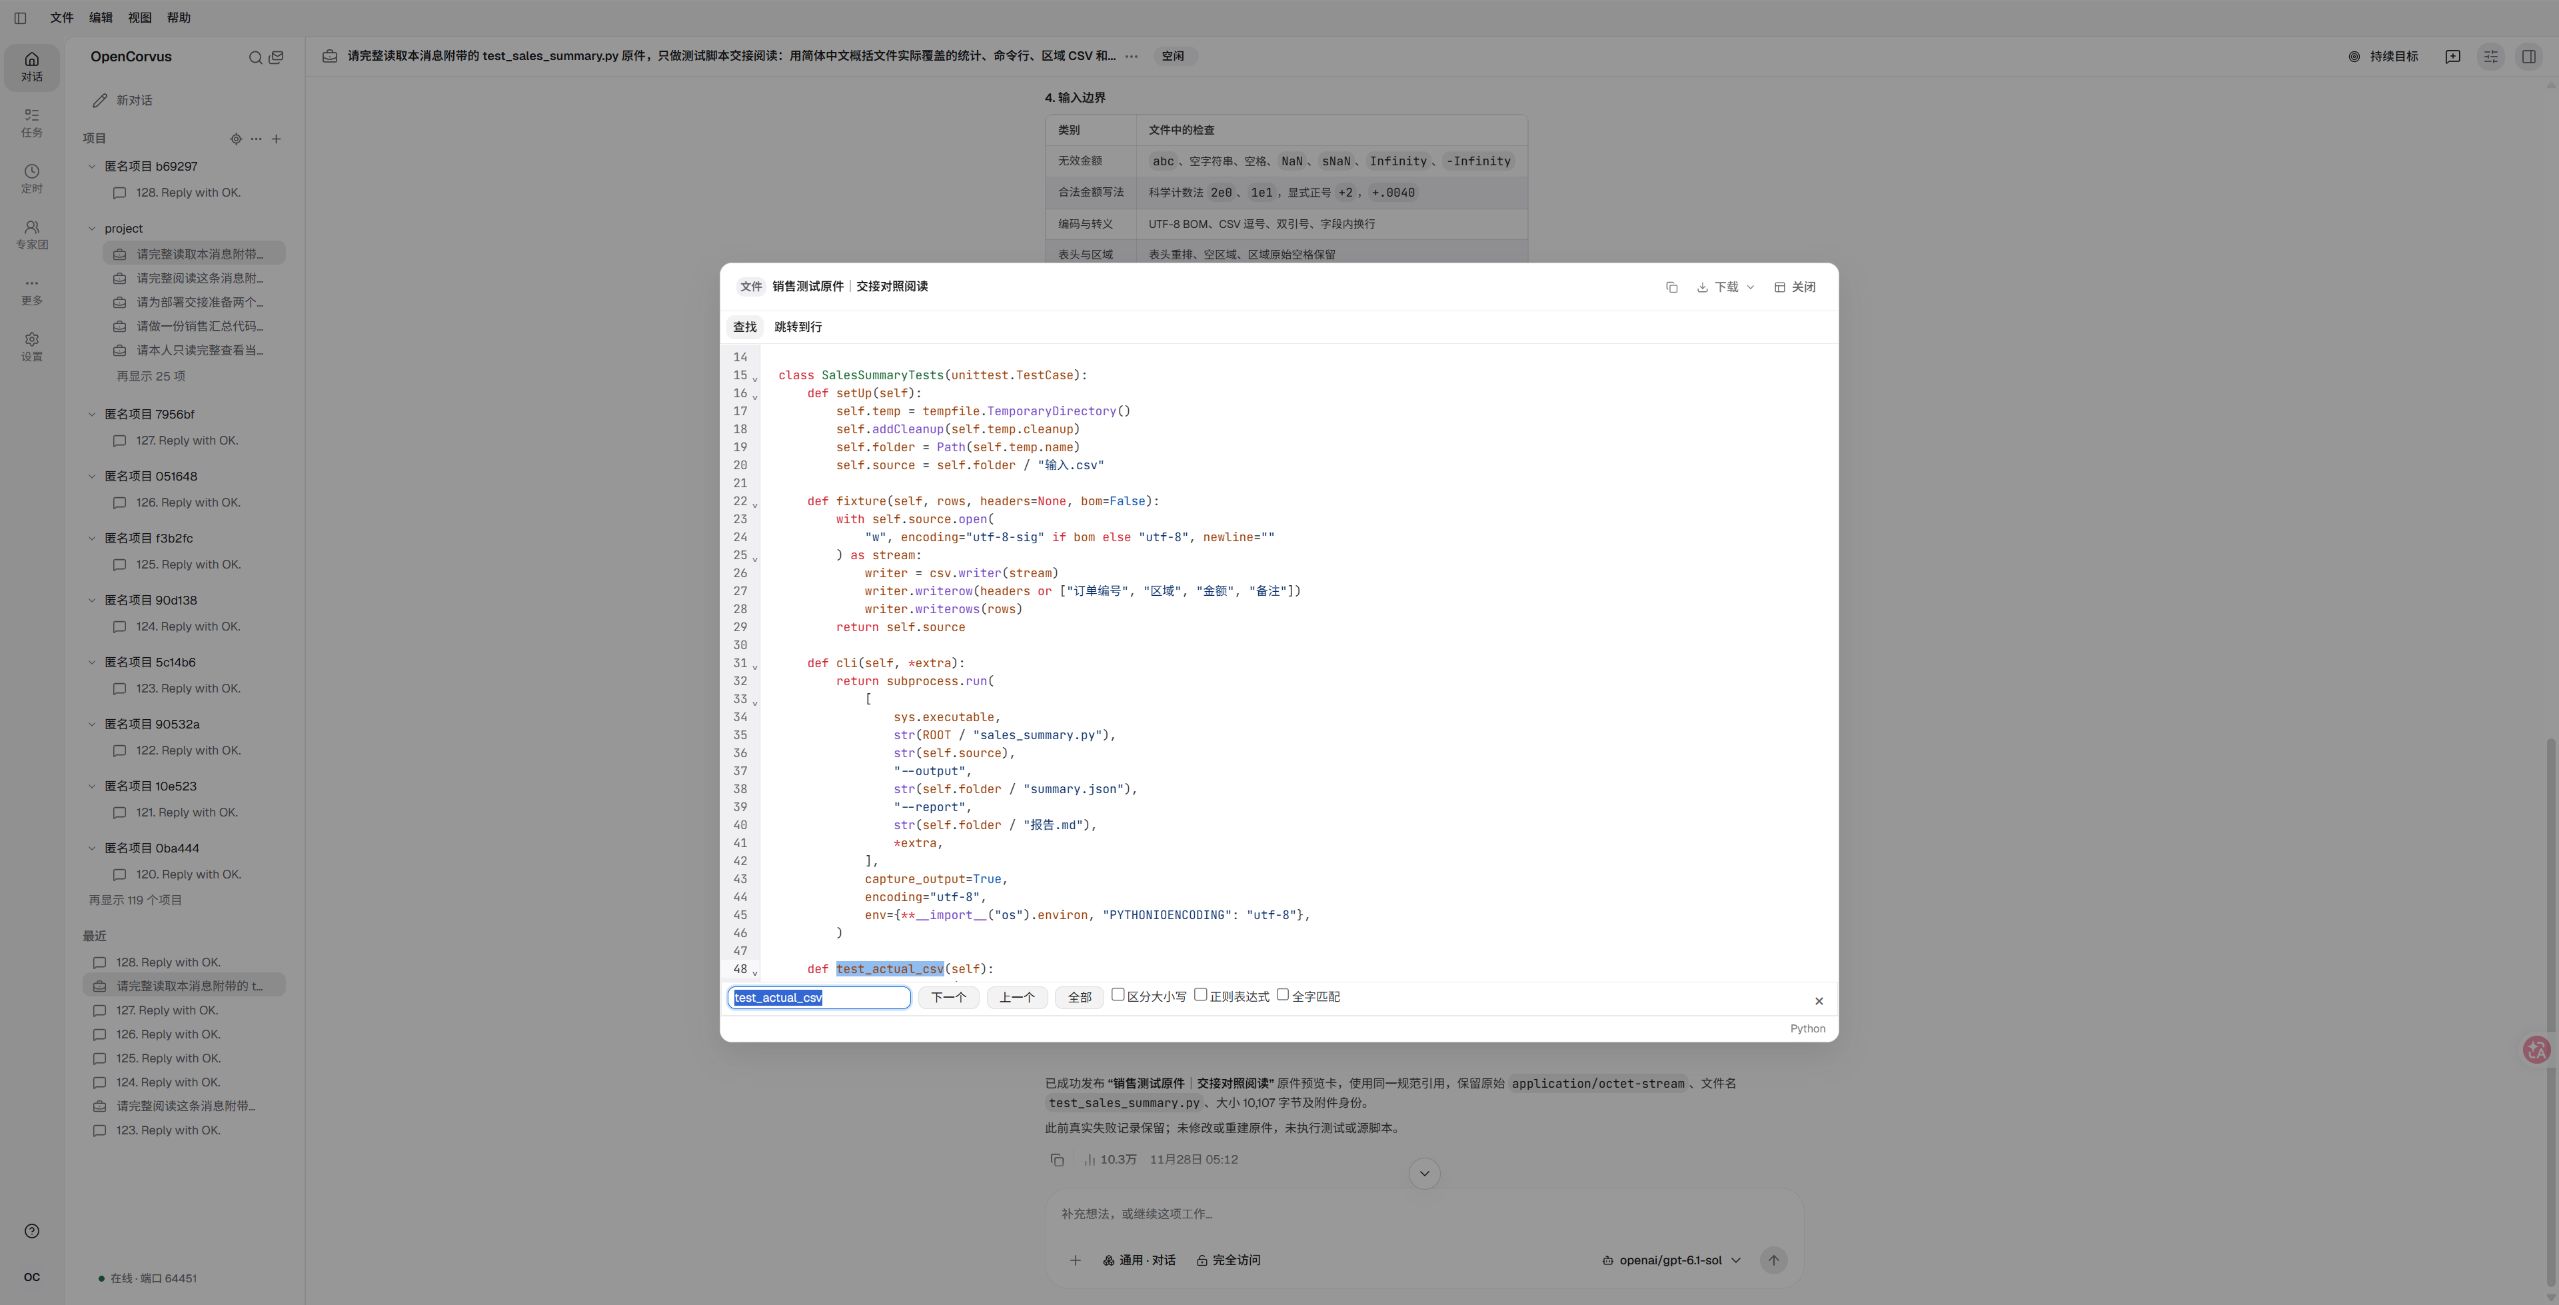 文件 编辑 视图 帮助
对话
任务
定时
专家团
更多
设置
OC
OpenCorvus
新对话
项目
匿名项目 b69297
128. Reply with OK.
project
请完整读取本消息附带...
请完整阅读这条消息附...
请为部署交接准备两个...
请做一份销售汇总代码...
请本人只读完整查看当...
再显示 25 项
匿名项目 7956bf
127. Reply with OK.
匿名项目 051648
126. Reply with OK.
匿名项目 f3b2fc
125. Reply with OK.
匿名项目 90d138
124. Reply with OK.
匿名项目 5c14b6
123. Reply with OK.
匿名项目 90532a
122. Reply with OK.
匿名项目 10e523
121. Reply with OK.
匿名项目 0ba444
120. Reply with OK.
再显示 119 个项目
最近
128. Reply with OK.
请完整读取本消息附带的 t...
127. Reply with OK.
126. Reply with OK.
125. Reply with OK.
124. Reply with OK.
请完整阅读这条消息附带...
123. Reply with OK.
在线 · 端口 64451
请完整读取本消息附带的 test_sales_summary.py 原件，只做测试脚本交接阅读：用简体中文概括文件实际覆盖的统计、命令行、区域 CSV 和... ··· 空闲 持续目标
4. 输入边界
类别 文件中的检查
无效金额 abc、空字符串、空格、NaN、sNaN、Infinity、-Infinity
合法金额写法 科学计数法 2e0、1e1，显式正号 +2，+.0040
编码与转义 UTF-8 BOM、CSV 逗号、双引号、字段内换行
表头与区域 表头重排、空区域、区域原始空格保留
文件 销售测试原件｜交接对照阅读 下载 关闭
查找 跳转到行
14
15 class SalesSummaryTests(unittest.TestCase):
16 def setUp(self):
17 self.temp = tempfile.TemporaryDirectory()
18 self.addCleanup(self.temp.cleanup)
19 self.folder = Path(self.temp.name)
20 self.source = self.folder / "输入.csv"
21
22 def fixture(self, rows, headers=None, bom=False):
23 with self.source.open(
24 "w", encoding="utf-8-sig" if bom else "utf-8", newline=""
25 ) as stream:
26 writer = csv.writer(stream)
27 writer.writerow(headers or ["订单编号", "区域", "金额", "备注"])
28 writer.writerows(rows)
29 return self.source
30
31 def cli(self, *extra):
32 return subprocess.run(
33 [
34 sys.executable,
35 str(ROOT / "sales_summary.py"),
36 str(self.source),
37 "--output",
38 str(self.folder / "summary.json"),
39 "--report",
40 str(self.folder / "报告.md"),
41 *extra,
42 ],
43 capture_output=True,
44 encoding="utf-8",
45 env={**__import__("os").environ, "PYTHONIOENCODING": "utf-8"},
46 )
47
48 def test_actual_csv(self):
test_actual_csv 下一个 上一个 全部 区分大小写 正则表达式 全字匹配 ×
Python
已成功发布 “销售测试原件｜交接对照阅读” 原件预览卡，使用同一规范引用，保留原始 application/octet-stream、文件名
test_sales_summary.py、大小 10,107 字节及附件身份。
此前真实失败记录保留；未修改或重建原件，未执行测试或源脚本。
10.3万 11月28日 05:12
补充想法，或继续这项工作...
通用 · 对话 完全访问 openai/gpt-6.1-sol